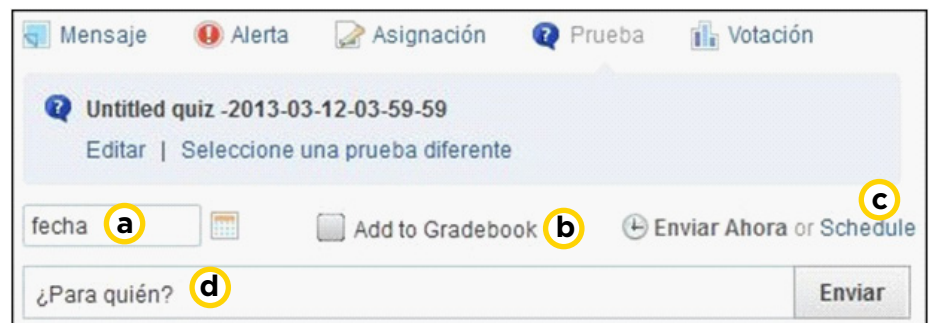 Mensaje Alerta Asignación Prueba Votación
Untitled quiz -2013-03-12-03-59-59
Editar | Seleccione una prueba diferente
c
fecha a Add to Gradebook b Enviar Ahora or Schedule
¿Para quién? d Enviar